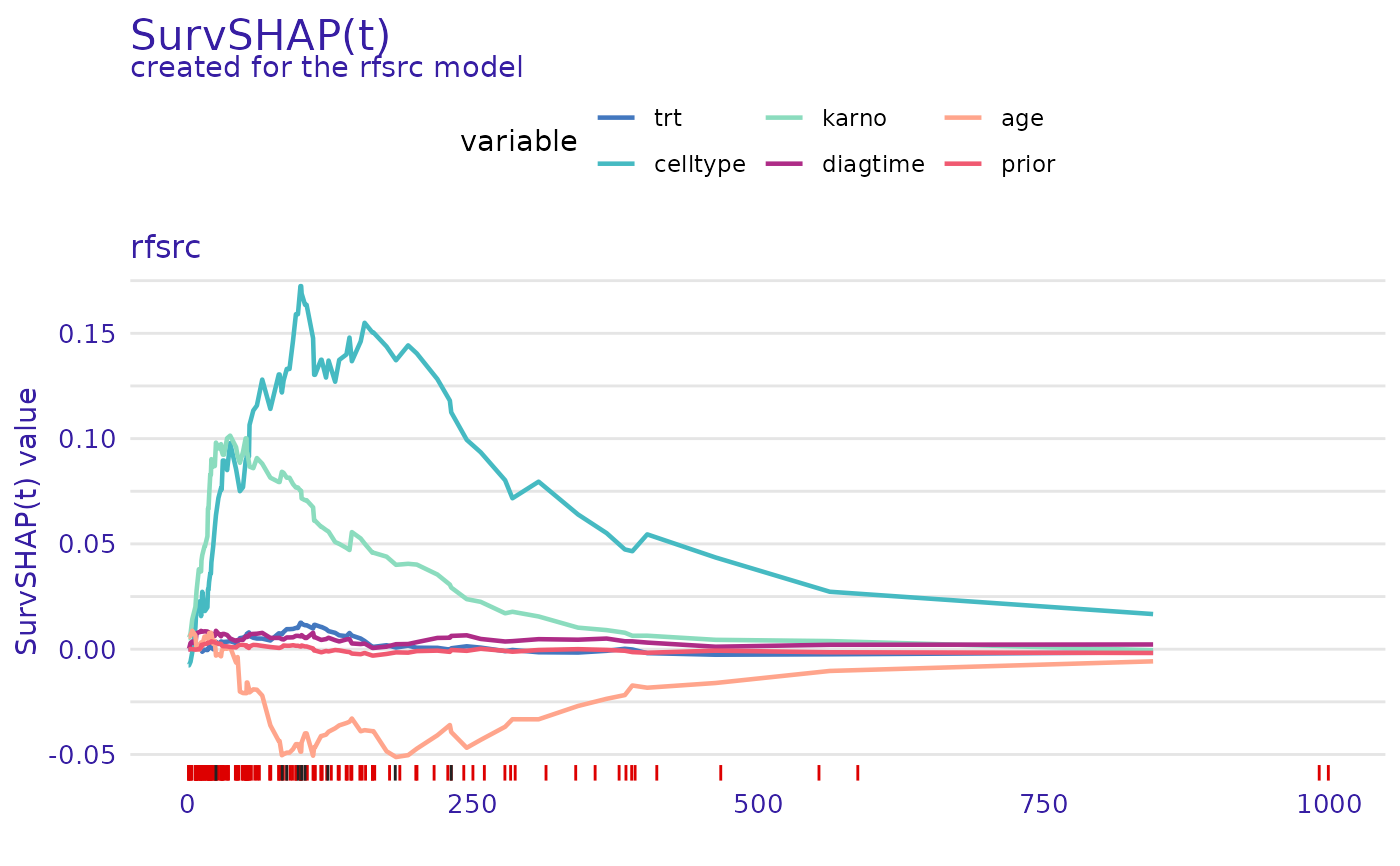 SurvSHAP(t)
created for the rfsrc model
variable
trt
karno
age
celltype
diagtime
prior
rfsrc
SurvSHAP(t) value
0.15
0.10
0.05
0.00
-0.05
0
250
500
750
1000